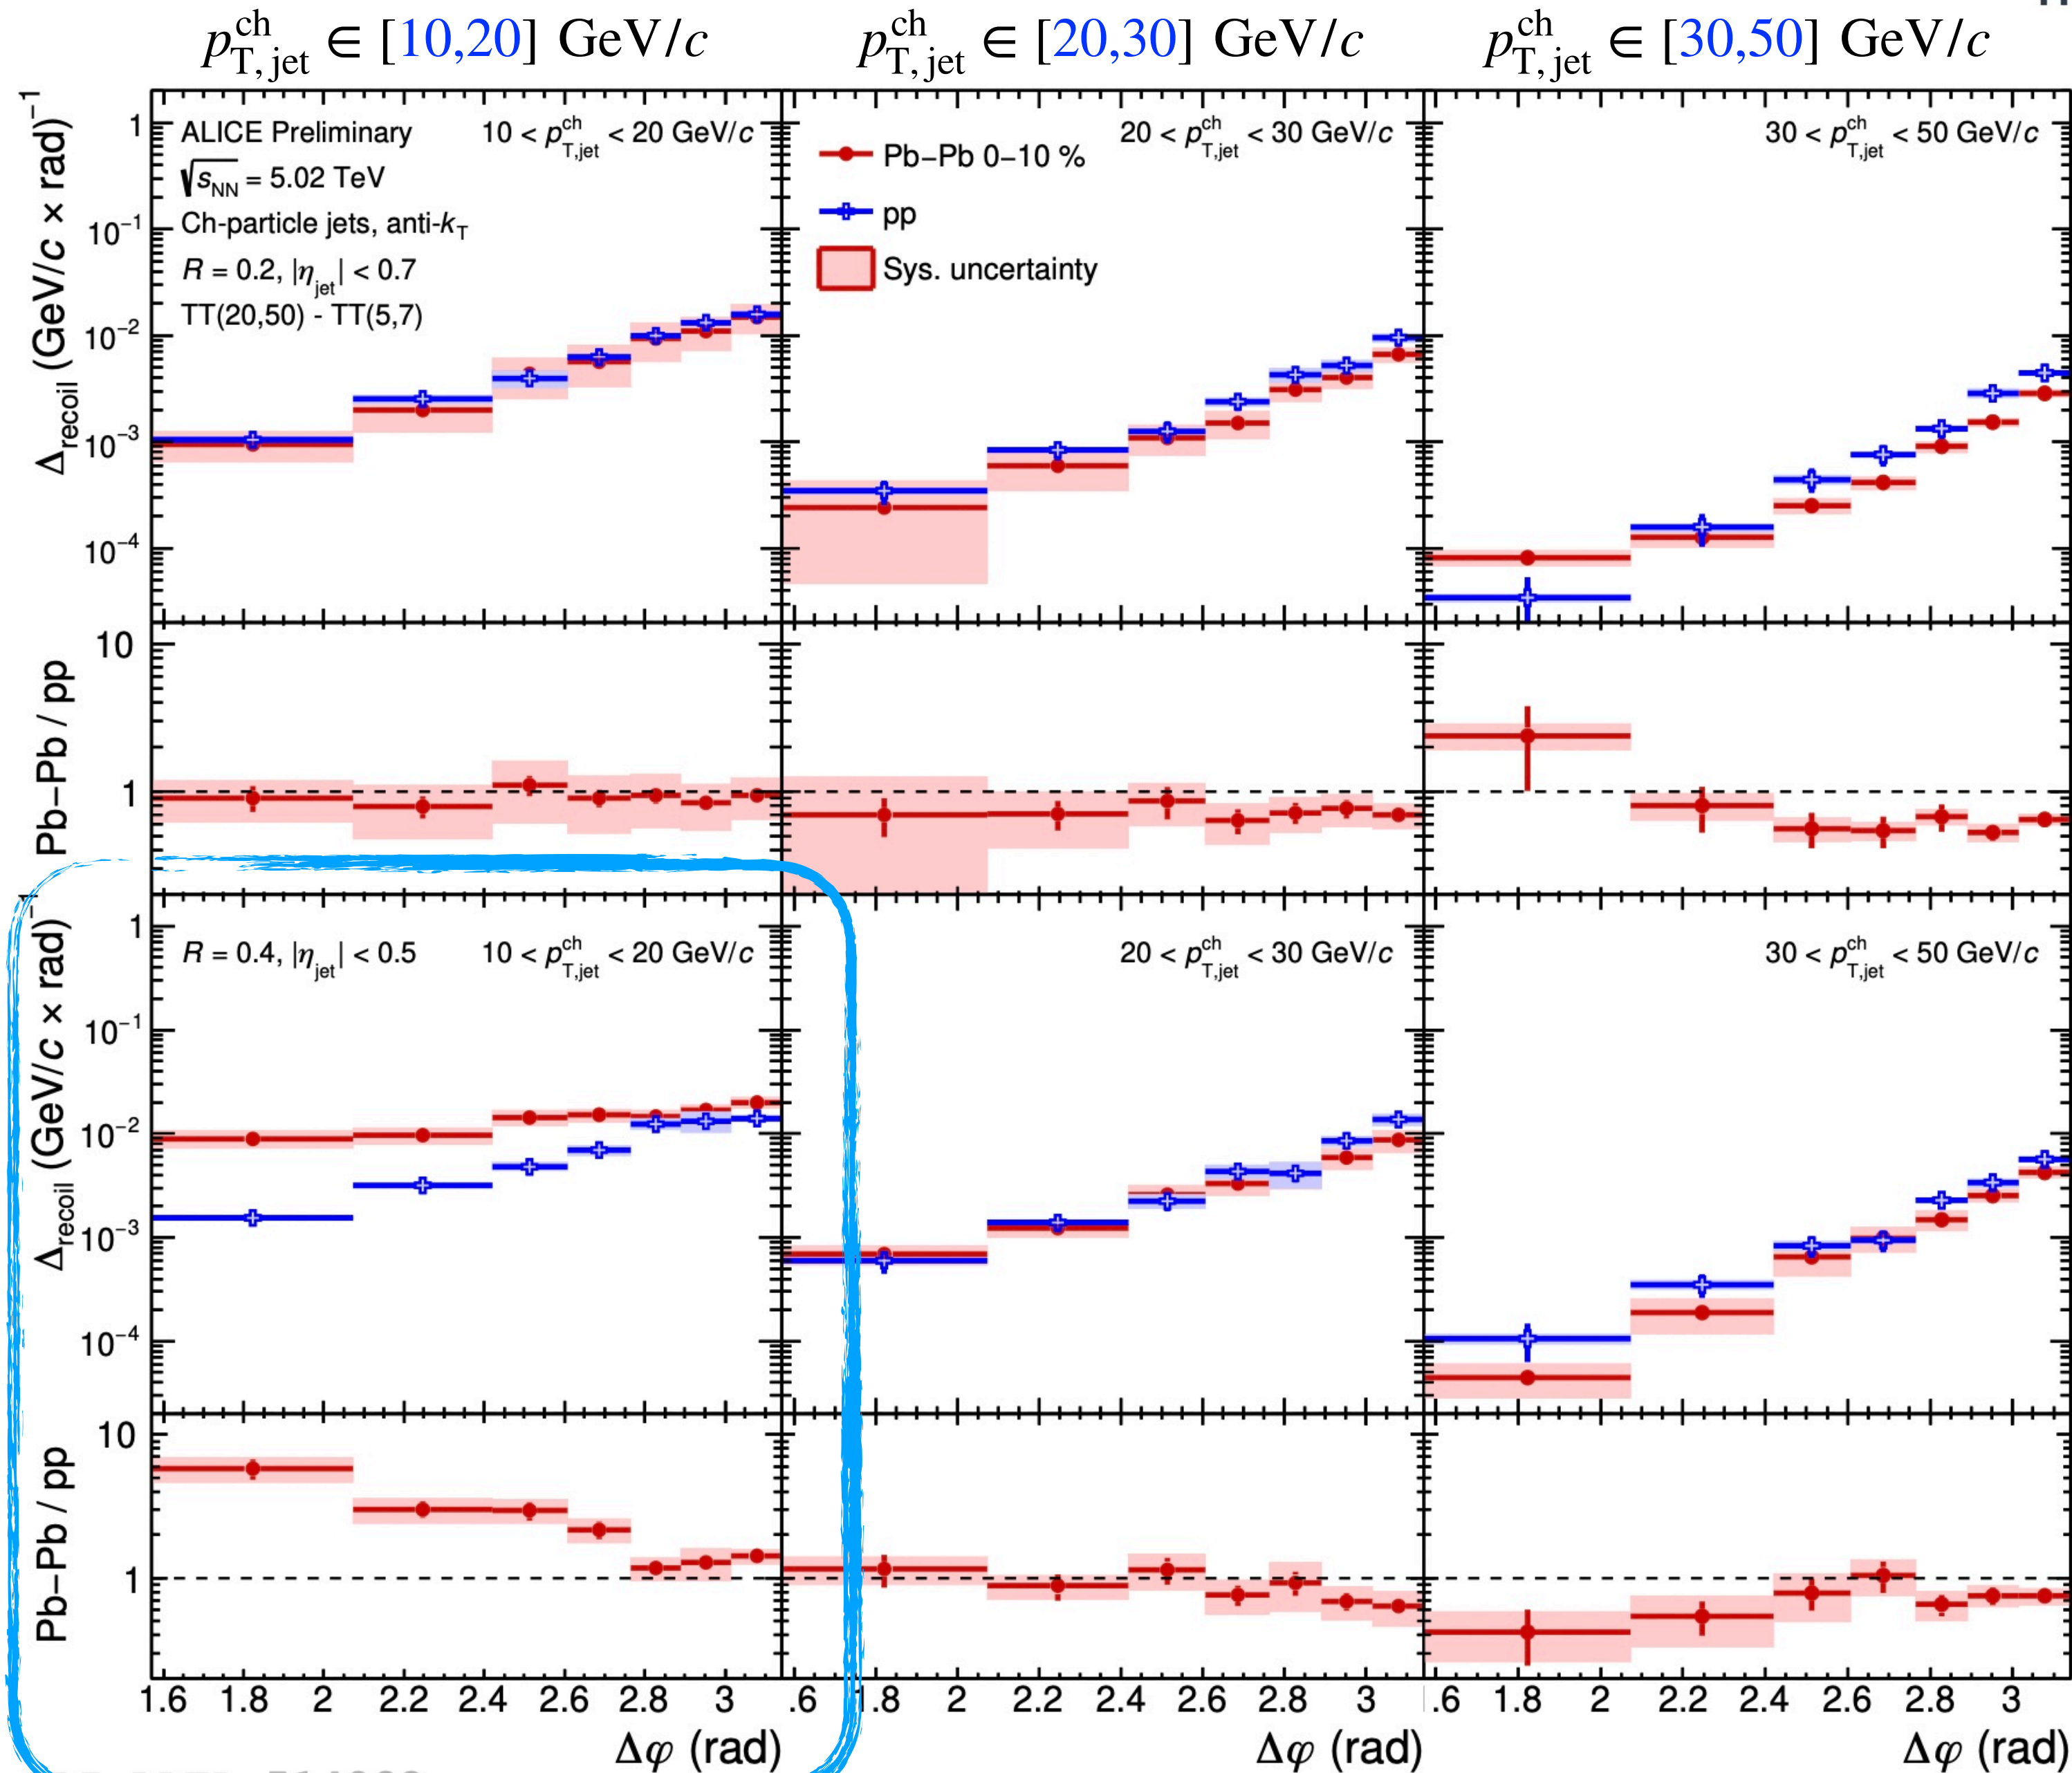 p^ch_T,jet ∈ [10,20] GeV/c p^ch_T,jet ∈ [20,30] GeV/c p^ch_T,jet ∈ [30,50] GeV/c
Δ_recoil (GeV/c × rad)^−1
1
10^−1
10^−2
10^−3
10^−4
ALICE Preliminary
√s_NN = 5.02 TeV
Ch-particle jets, anti-k_T
R = 0.2, |η_jet| < 0.7
TT(20,50) - TT(5,7)
10 < p^ch_T,jet < 20 GeV/c
20 < p^ch_T,jet < 30 GeV/c
Pb−Pb 0−10 %
pp
Sys. uncertainty
30 < p^ch_T,jet < 50 GeV/c
Pb−Pb / pp
10
1
Δ_recoil (GeV/c × rad)^−
1
10^−1
10^−2
10^−3
10^−4
R = 0.4, |η_jet| < 0.5
10 < p^ch_T,jet < 20 GeV/c
20 < p^ch_T,jet < 30 GeV/c
30 < p^ch_T,jet < 50 GeV/c
Pb−Pb / pp
10
1
1.6 1.8 2 2.2 2.4 2.6 2.8 3 .6 1.8 2 2.2 2.4 2.6 2.8 3 .6 1.8 2 2.2 2.4 2.6 2.8 3
Δφ (rad) Δφ (rad) Δφ (rad)